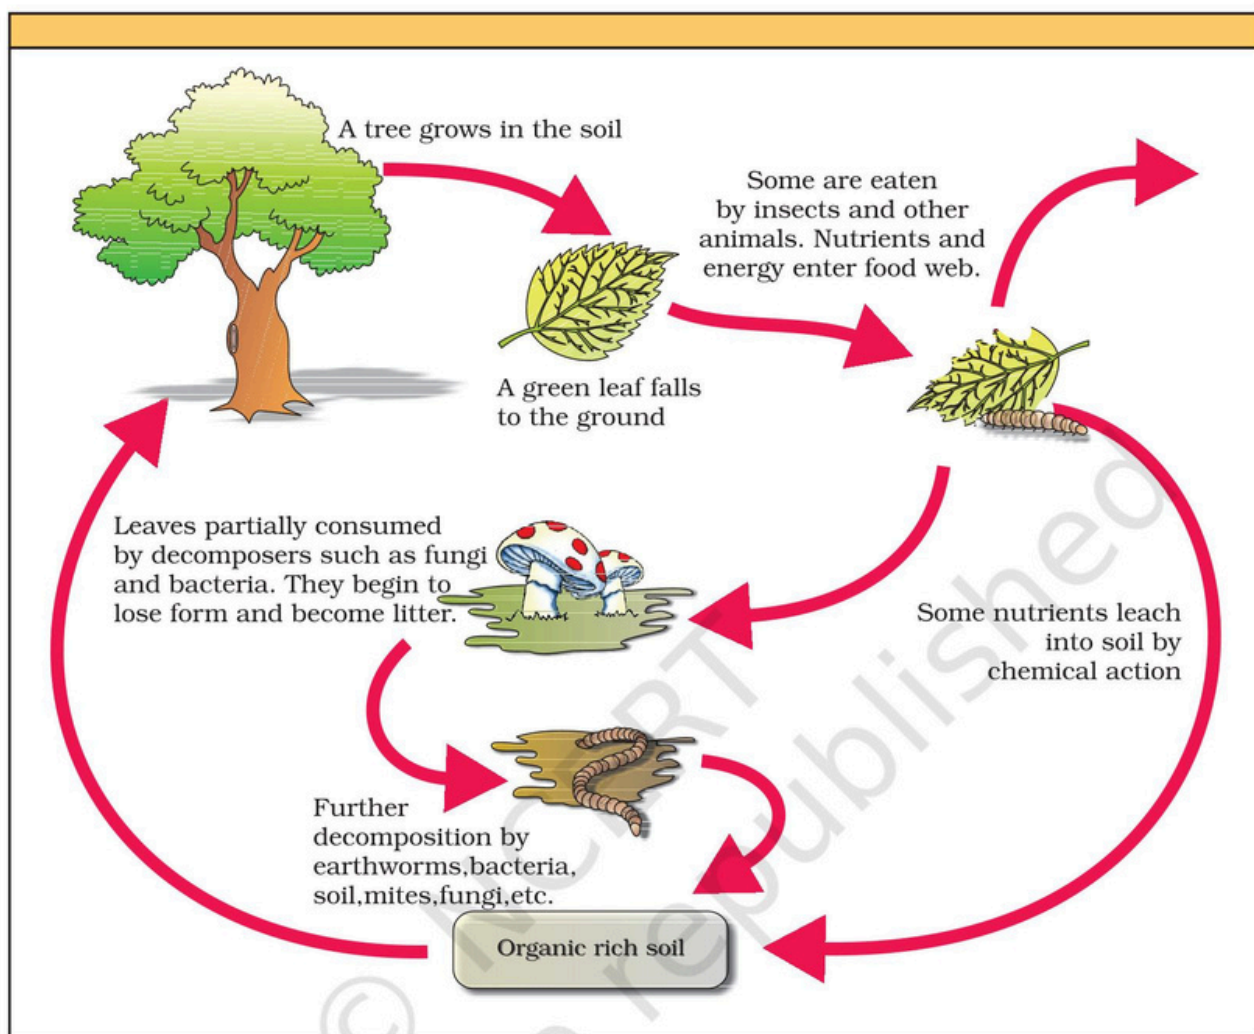 A tree grows in the soil
Some are eaten
by insects and other
animals. Nutrients and
energy enter food web.
A green leaf falls
to the ground
Leaves partially consumed
by decomposers such as fungi
and bacteria. They begin to
lose form and become litter.
Some nutrients leach
into soil by
chemical action
Further
decomposition by
earthworms,bacteria,
soil,mites,fungi,etc.
Organic rich soil
© NCERT
republished